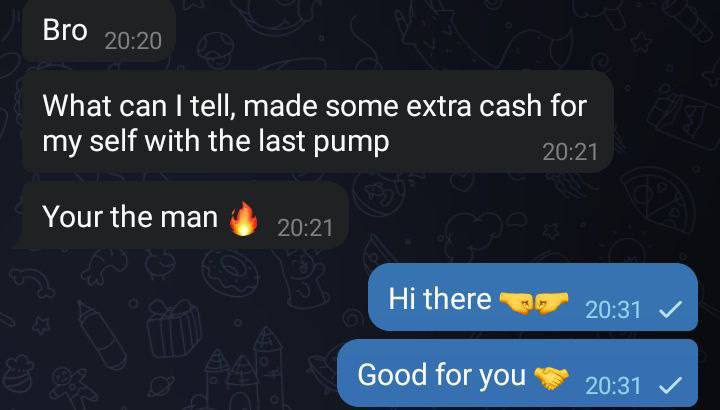 Bro 20:20
What can I tell, made some extra cash for
my self with the last pump 20:21
Your the man 🔥 20:21
Hi there 🤜🤛 20:31
Good for you 🤝 20:31